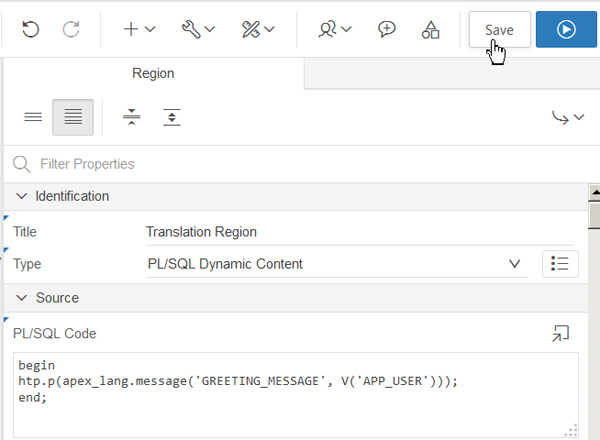 Save
Region
Filter Properties
Identification
Title Translation Region
Type PL/SQL Dynamic Content
Source
PL/SQL Code
begin
htp.p(apex_lang.message('GREETING_MESSAGE', V('APP_USER')));
end;